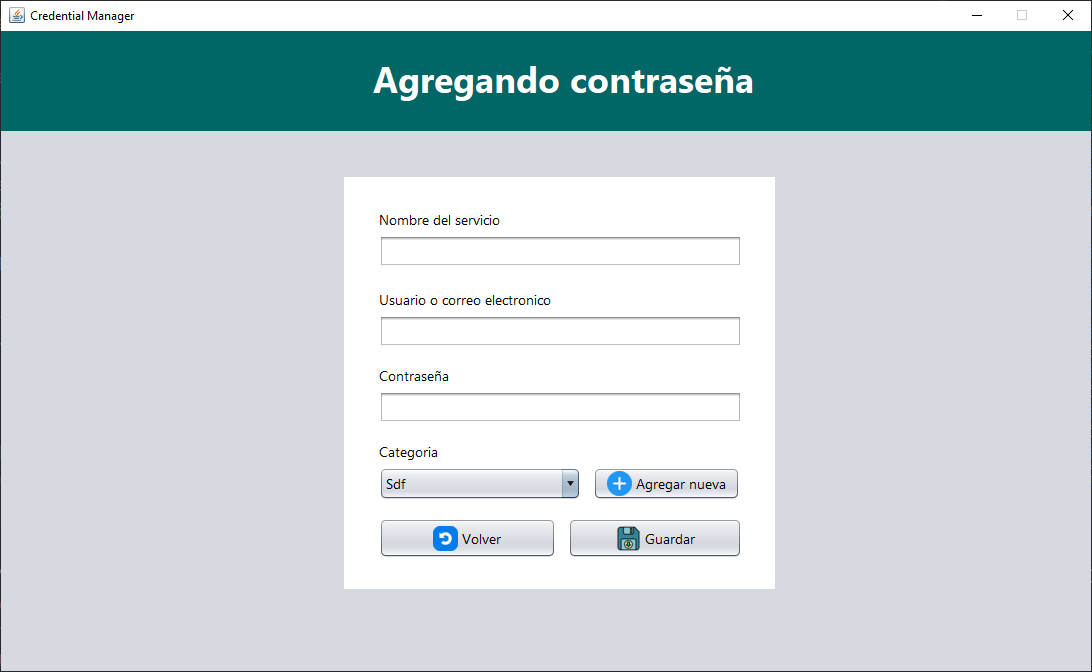 Credential Manager
Agregando contraseña
Nombre del servicio
Usuario o correo electronico
Contraseña
Categoria
Sdf
Agregar nueva
Volver
Guardar